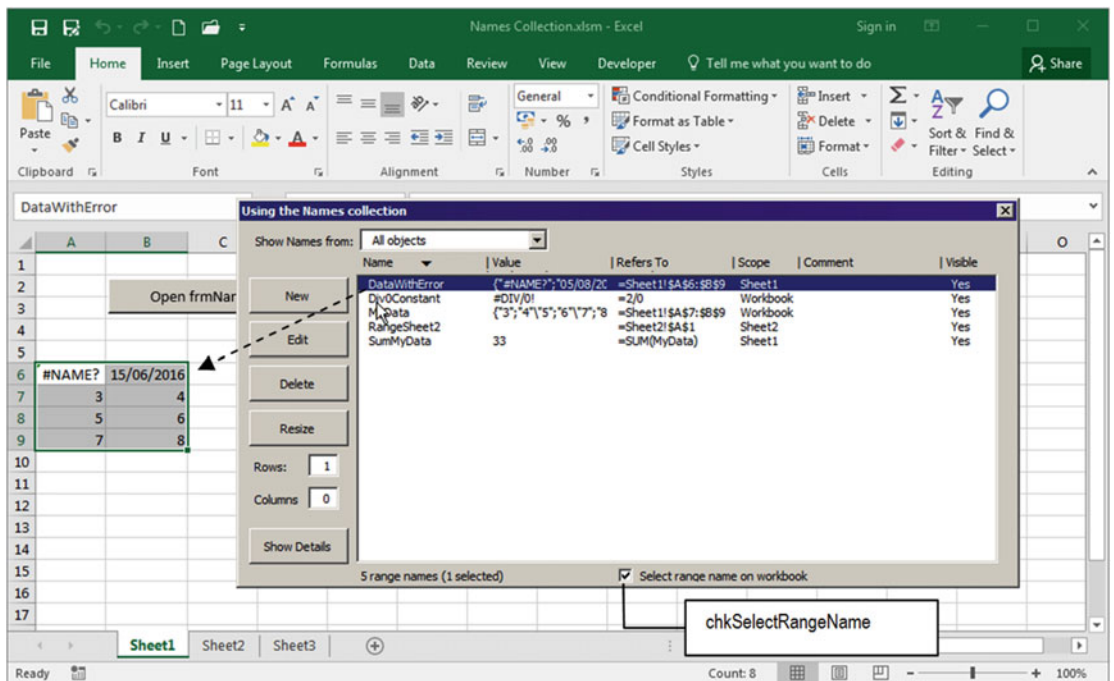 Names Collection.xlsm - Excel
Sign in
File Home Insert Page Layout Formulas Data Review View Developer Tell me what you want to do Share
Paste
Clipboard
Calibri 11 A A
B I U A
Font
Alignment
General
% ,
.00 .00
Number
Conditional Formatting
Format as Table
Cell Styles
Styles
Insert
Delete
Format
Cells
Σ
A Z
Sort & Filter
Find & Select
Editing
DataWithError
A B C O
1
2
3
4
5
6 #NAME? 15/06/2016
7 3 4
8 5 6
9 7 8
10
11
12
13
14
15
16
17
Open frmNar
Using the Names collection
Show Names from: All objects
Name | Value | Refers To | Scope | Comment | Visible
DataWithError {"#NAME?";"05/08/20 =Sheet1!$A$6:$B$9 Sheet1 Yes
Div0Constant #DIV/0! =2/0 Workbook Yes
MyData {"3";"4"\"5";"6"\"7";"8 =Sheet1!$A$7:$B$9 Workbook Yes
RangeSheet2 =Sheet2!$A$1 Sheet2 Yes
SumMyData 33 =SUM(MyData) Sheet1 Yes
New
Edit
Delete
Resize
Rows: 1
Columns 0
Show Details
5 range names (1 selected)
Select range name on workbook
chkSelectRangeName
Sheet1 Sheet2 Sheet3
Ready
Count: 8
100%